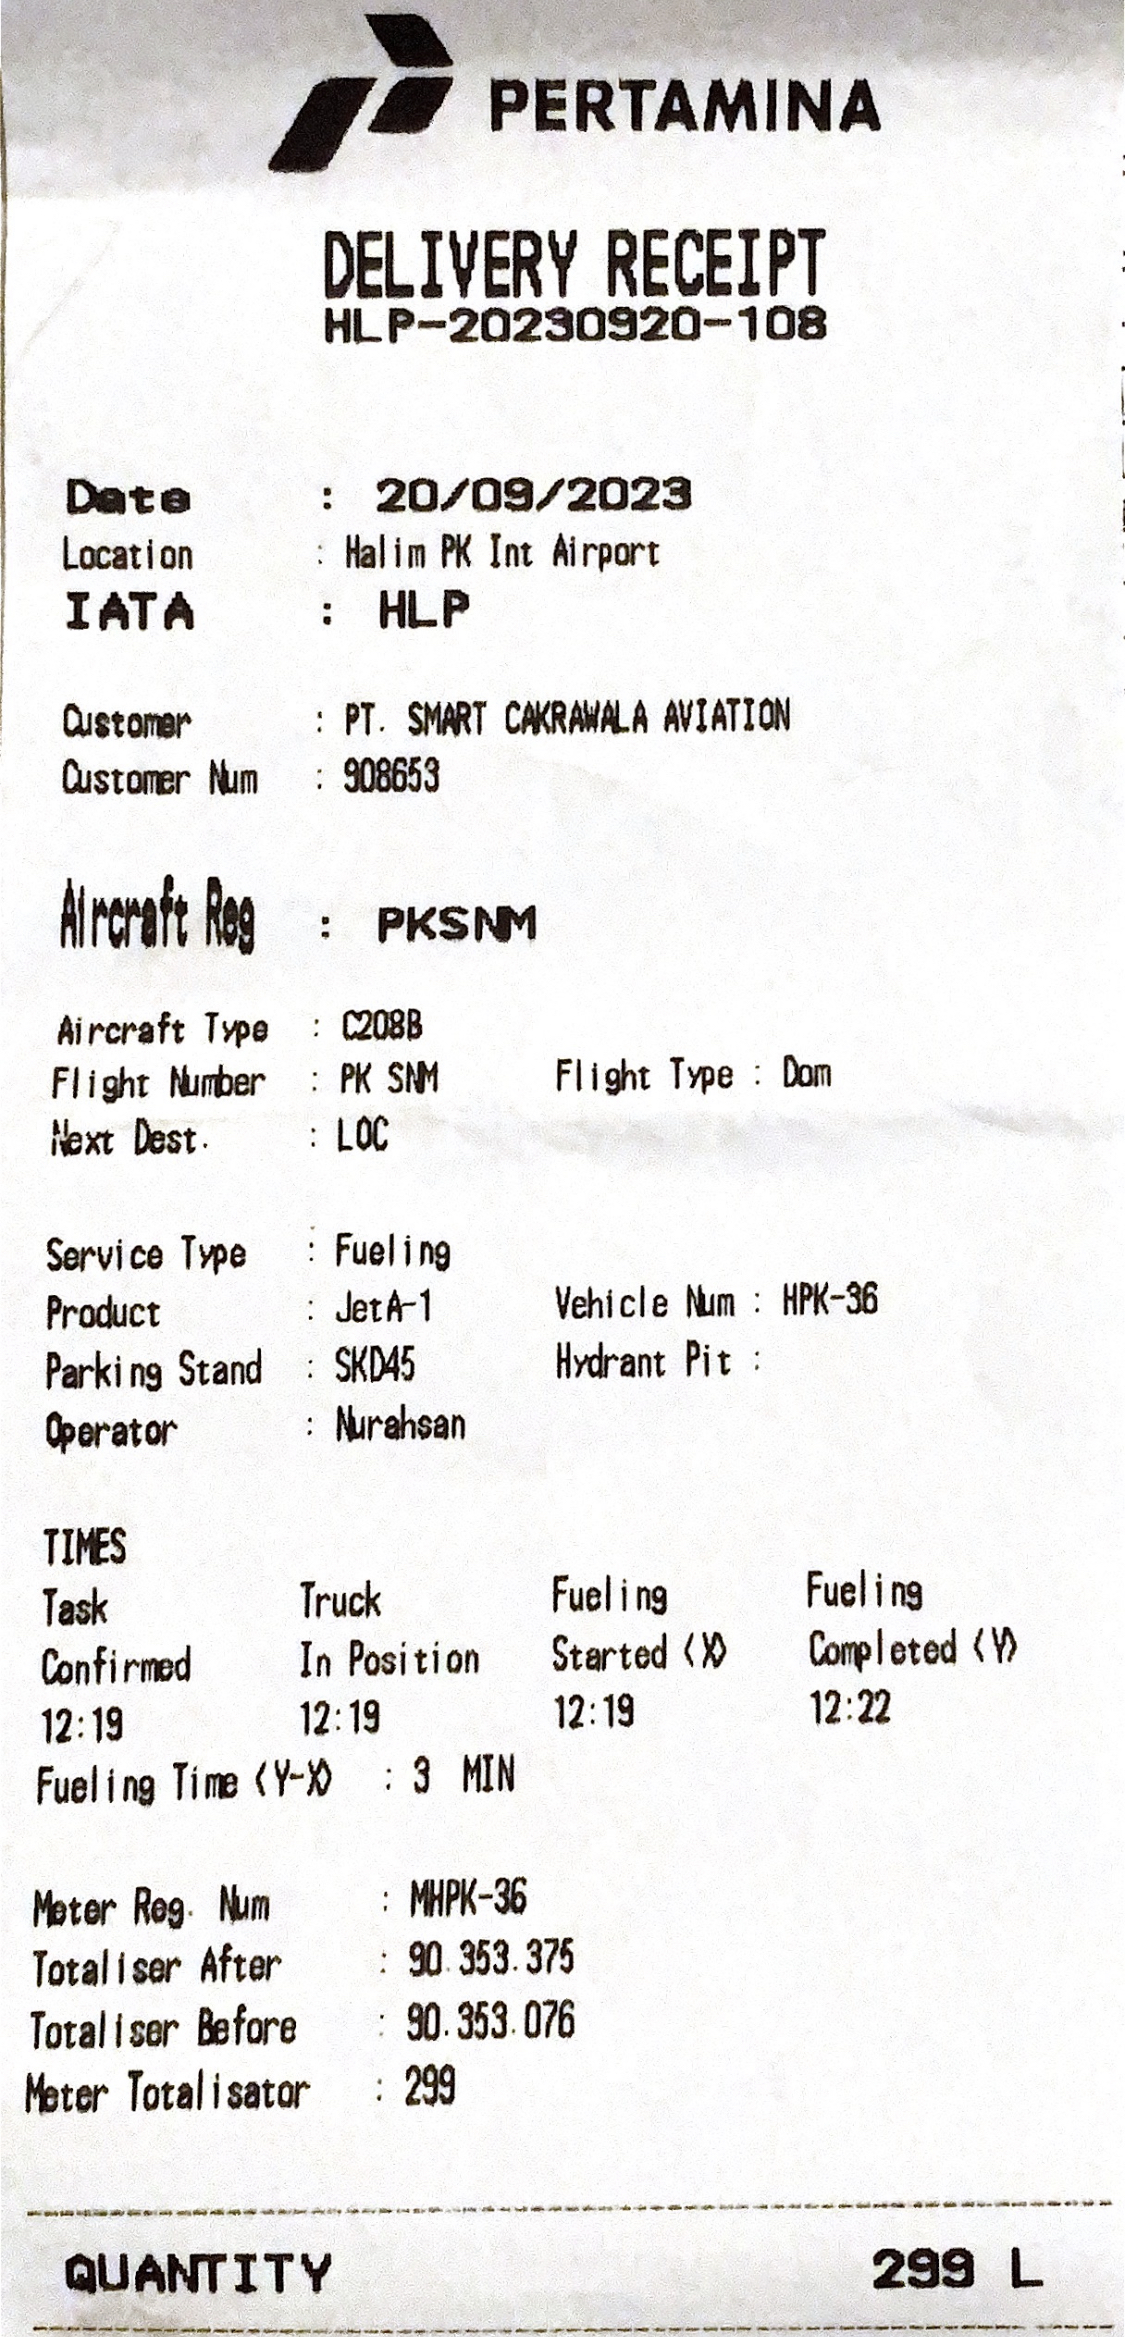 PERTAMINA
DELIVERY RECEIPT
HLP-20230920-108
Date : 20/09/2023
Location : Halim PK Int Airport
IATA : HLP
Customer : PT. SMART CAKRAWALA AVIATION
Customer Num : 908653
Aircraft Reg : PKSNM
Aircraft Type : C208B
Flight Number : PK SNM Flight Type : Dom
Next Dest. : LOC
Service Type : Fueling
Product : JetA-1 Vehicle Num : HPK-36
Parking Stand : SKD45 Hydrant Pit :
Operator : Nurahsan
TIMES
Task Truck Fueling Fueling
Confirmed In Position Started (X) Completed (Y)
12:19 12:19 12:19 12:22
Fueling Time (Y-X) : 3 MIN
Meter Reg. Num : MHPK-36
Totaliser After : 90.353.375
Totaliser Before : 90.353.076
Meter Totalisator : 299
QUANTITY 299 L